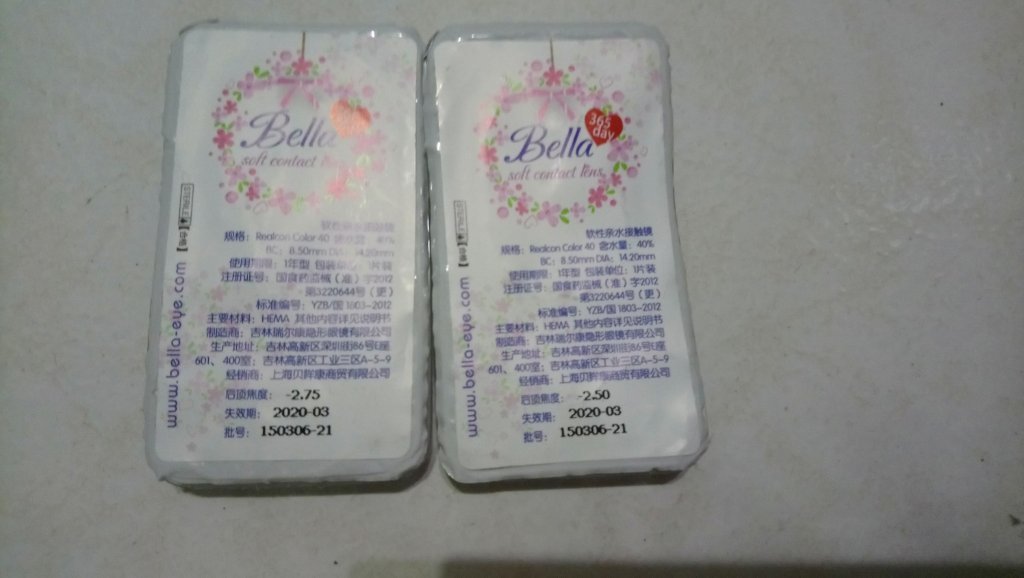 Bella
soft contact lens
STERILE
【合格】
www.bella-eye.com
软性亲水接触镜
规格：Realcon Color 40 含水量：40%
BC：8.50mm DIA：14.20mm
使用期限：1年型 包装单位：1片装
注册证号：国食药监械（准）字2012
第3220644号（更）
标准编号：YZB/国 1803-2012
主要材料：HEMA 其他内容详见说明书
制造商：吉林瑞尔康隐形眼镜有限公司
生产地址：吉林高新区深圳街86号E座
601、400室；吉林高新区工业三区A-5-9
经销商：上海贝眸康商贸有限公司
后顶焦度：-2.75
失效期：2020-03
批号：150306-21
365
day
Bella
soft contact lens
STERILE
【合格】
www.bella-eye.com
软性亲水接触镜
规格：Realcon Color 40 含水量：40%
BC：8.50mm DIA：14.20mm
使用期限：1年型 包装单位：1片装
注册证号：国食药监械（准）字2012
第3220644号（更）
标准编号：YZB/国 1803-2012
主要材料：HEMA 其他内容详见说明书
制造商：吉林瑞尔康隐形眼镜有限公司
生产地址：吉林高新区深圳街86号E座
601、400室；吉林高新区工业三区A-5-9
经销商：上海贝眸康商贸有限公司
后顶焦度：-2.50
失效期：2020-03
批号：150306-21